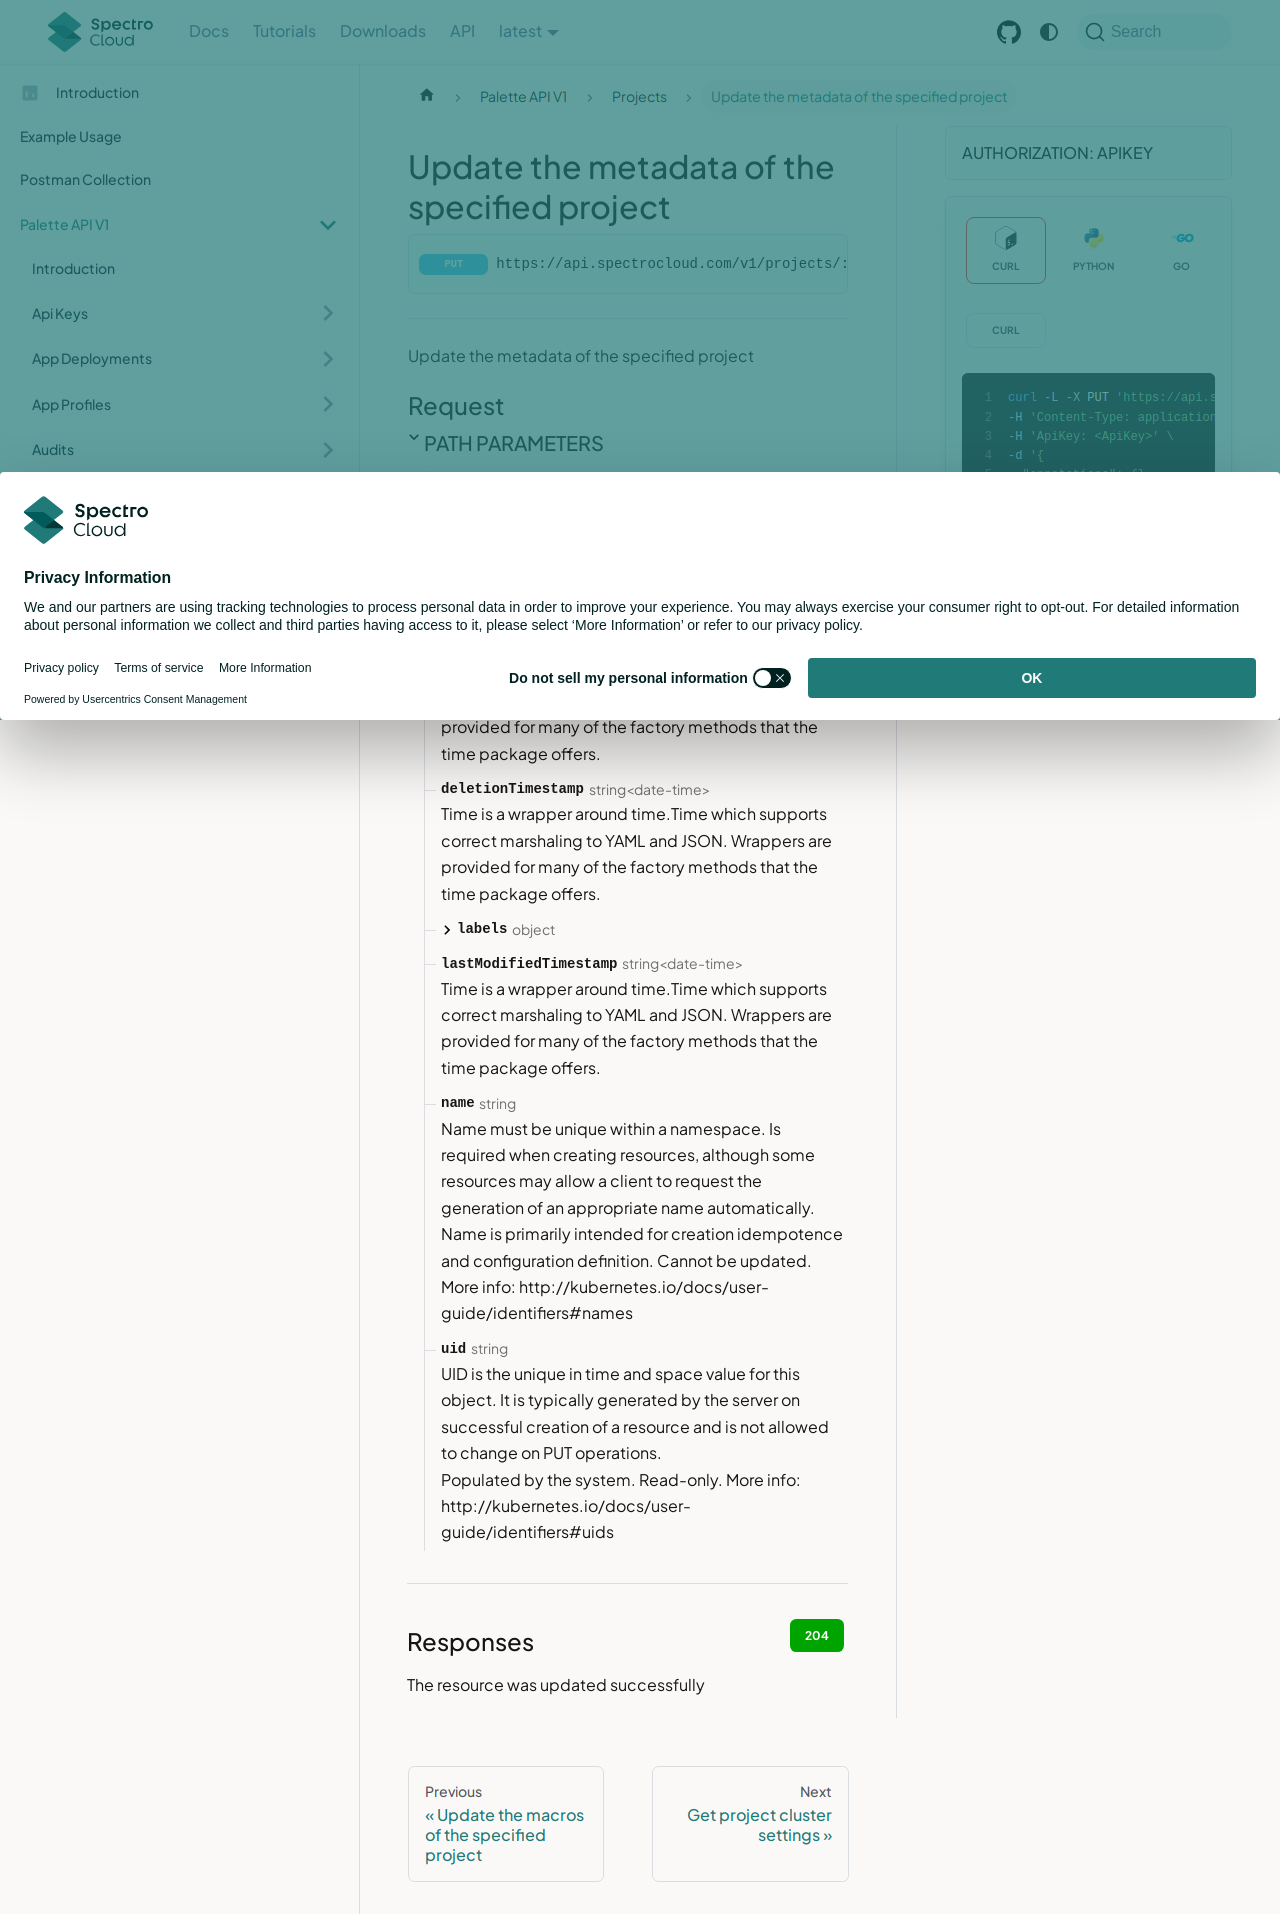 Spectro
Cloud
Docs
Tutorials
Downloads
API
latest
Search
Introduction
Example Usage
Postman Collection
Palette API V1
Introduction
Api Keys
App Deployments
App Profiles
Audits
Palette API V1
Projects
Update the metadata of the specified project
Update the metadata of the
specified project
PUT https://api.spectrocloud.com/v1/projects/:
Update the metadata of the specified project
Request
PATH PARAMETERS
AUTHORIZATION: APIKEY
CURL
PYTHON
GO
CURL
1 curl -L -X PUT 'https://api.s
2 -H 'Content-Type: application
3 -H 'ApiKey: <ApiKey>' \
4 -d '{
Spectro
Cloud
Privacy Information
We and our partners are using tracking technologies to process personal data in order to improve your experience. You may always exercise your consumer right to opt-out. For detailed information
about personal information we collect and third parties having access to it, please select ‘More Information’ or refer to our privacy policy.
Privacy policy
Terms of service
More Information
Powered by Usercentrics Consent Management
Do not sell my personal information
OK
provided for many of the factory methods that the
time package offers.
deletionTimestamp string<date-time>
Time is a wrapper around time.Time which supports
correct marshaling to YAML and JSON. Wrappers are
provided for many of the factory methods that the
time package offers.
labels object
lastModifiedTimestamp string<date-time>
Time is a wrapper around time.Time which supports
correct marshaling to YAML and JSON. Wrappers are
provided for many of the factory methods that the
time package offers.
name string
Name must be unique within a namespace. Is
required when creating resources, although some
resources may allow a client to request the
generation of an appropriate name automatically.
Name is primarily intended for creation idempotence
and configuration definition. Cannot be updated.
More info: http://kubernetes.io/docs/user-
guide/identifiers#names
uid string
UID is the unique in time and space value for this
object. It is typically generated by the server on
successful creation of a resource and is not allowed
to change on PUT operations.
Populated by the system. Read-only. More info:
http://kubernetes.io/docs/user-
guide/identifiers#uids
Responses
204
The resource was updated successfully
Previous
« Update the macros
of the specified
project
Next
Get project cluster
settings »